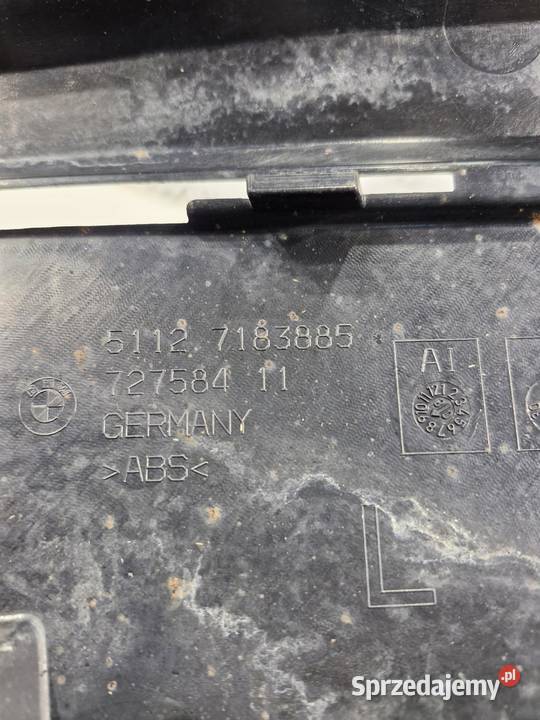 5112 7183885
727584 11
GERMANY
>ABS<
AI
L
Sprzedajemy.pl